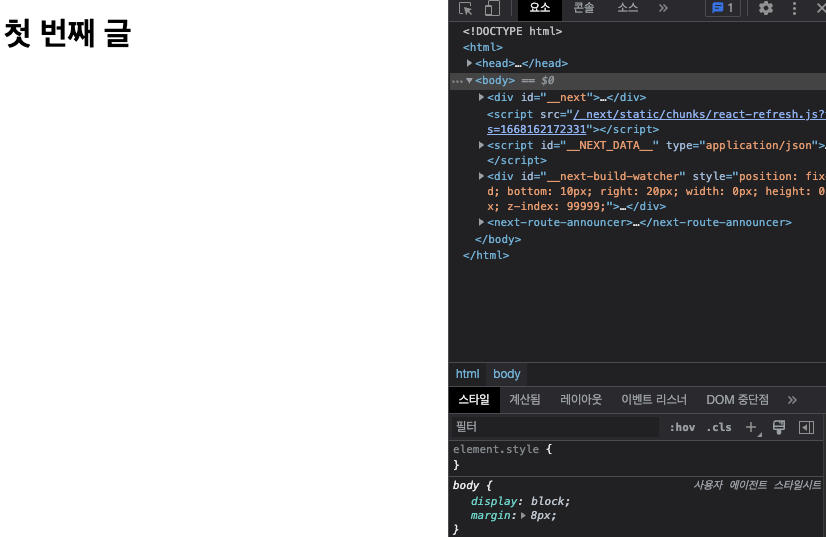 첫 번째 글
요소 콘솔 소스 » 1
<!DOCTYPE html>
<html>
<head>…</head>
… <body> == $0
<div id="__next">…</div>
<script src="/_next/static/chunks/react-refresh.js?
s=1668162172331"></script>
<script id="__NEXT_DATA__" type="application/json">
</script>
<div id="__next-build-watcher" style="position: fixe
d; bottom: 10px; right: 20px; width: 0px; height: 0
x; z-index: 99999;">…</div>
<next-route-announcer>…</next-route-announcer>
</body>
</html>
html body
스타일 계산됨 레이아웃 이벤트 리스너 DOM 중단점 »
필터 :hov .cls +
element.style {
}
body { 사용자 에이전트 스타일시트
display: block;
margin: 8px;
}